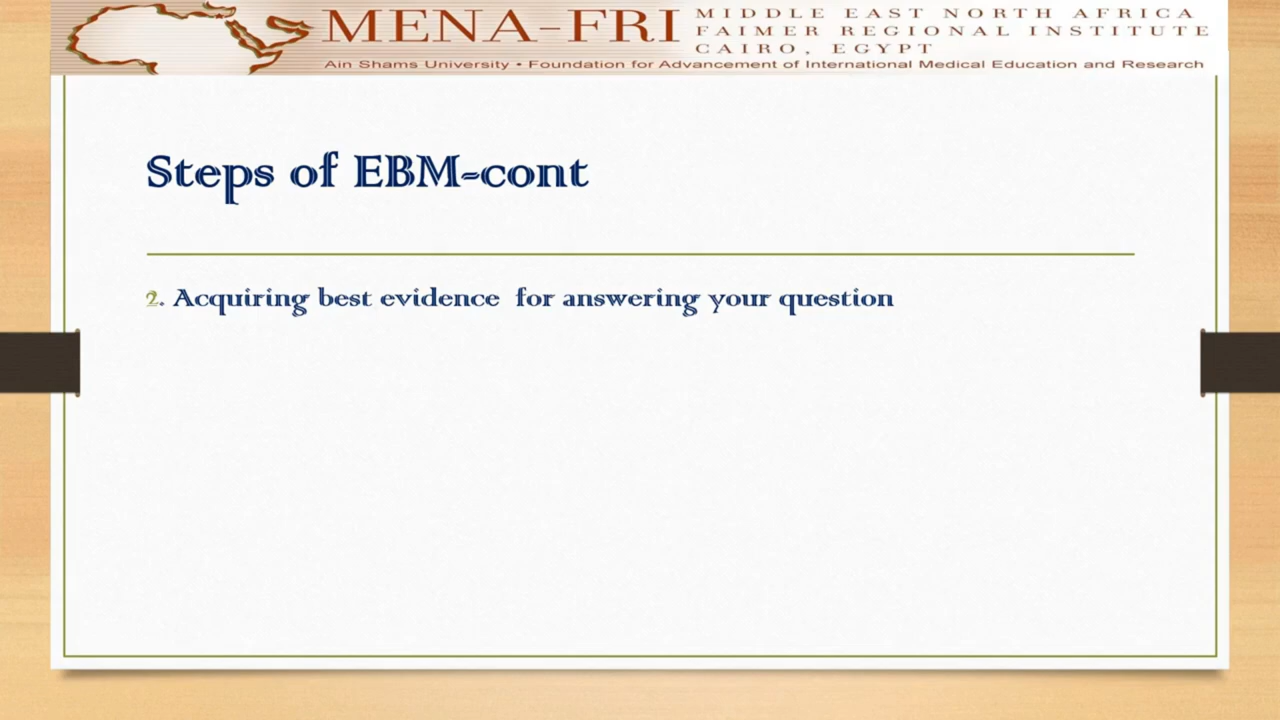 MENA-FRI
MIDDLE EAST NORTH AFRICA
FAIMER REGIONAL INSTITUTE
CAIRO, EGYPT
Ain Shams University • Foundation for Advancement of International Medical Education and Research
Steps of EBM-cont
2. Acquiring best evidence for answering your question